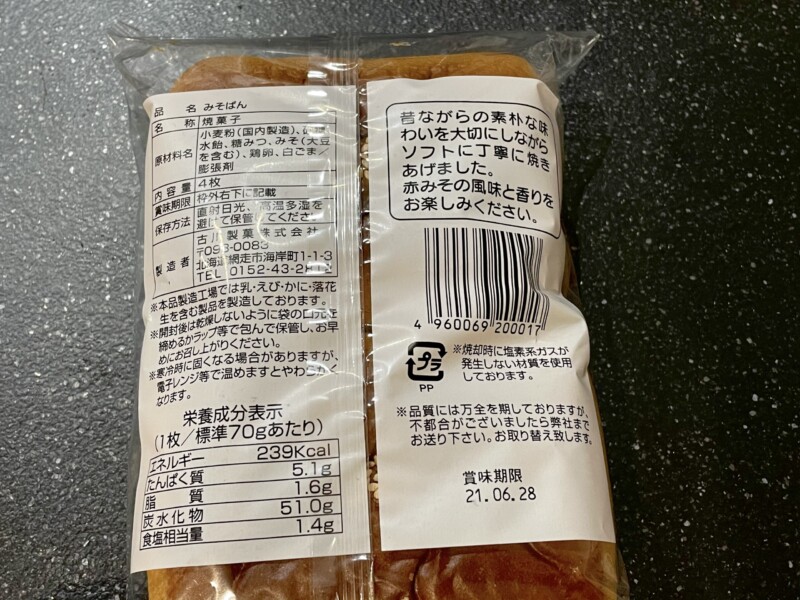 品名 みそぱん
名称 焼菓子
原材料名 小麦粉(国内製造)、砂糖、
水飴、糖みつ、みそ(大豆
を含む)、鶏卵、白ごま/
膨張剤
内容量 4枚
賞味期限 枠外右下に記載
保存方法 直射日光、高温多湿を
避けて保管してください。
製造者 古川製菓株式会社
〒093-0083
北海道網走市海岸町1-1-3
TEL 0152-43-2812
※本品製造工場では乳・えび・かに・落花
生を含む製品を製造しております。
※開封後は乾燥しないように袋の口元を
締めるかラップ等で包んで保管し、お早
めにお召し上がりください。
※寒冷時に固くなる場合がありますが、
電子レンジ等で温めますとやわらかく
なります。
栄養成分表示
(1枚/標準70gあたり)
エネルギー 239Kcal
たんぱく質 5.1g
脂質 1.6g
炭水化物 51.0g
食塩相当量 1.4g
昔ながらの素朴な味
わいを大切にしながら
ソフトに丁寧に焼き
あげました。
赤みその風味と香りを
お楽しみください。
4 960069 200017
プラ
PP
※焼却時に塩素系ガスが
発生しない材質を使用
しております。
※品質には万全を期しておりますが、
不都合がございましたら弊社まで
お送り下さい。お取り替え致します。
賞味期限
21.06.28